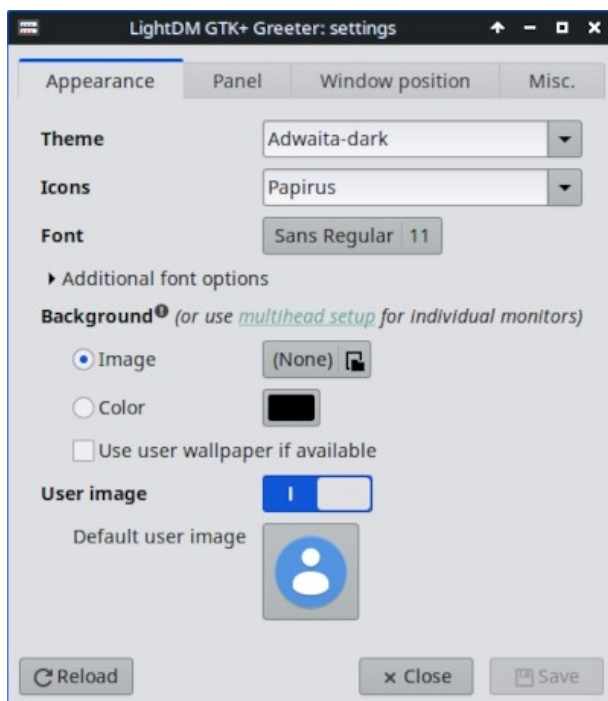 LightDM GTK+ Greeter: settings
Appearance Panel Window position Misc.
Theme Adwaita-dark
Icons Papirus
Font Sans Regular 11
Additional font options
Background (or use multihead setup for individual monitors)
Image (None)
Color
Use user wallpaper if available
User image
Default user image
Reload Close Save